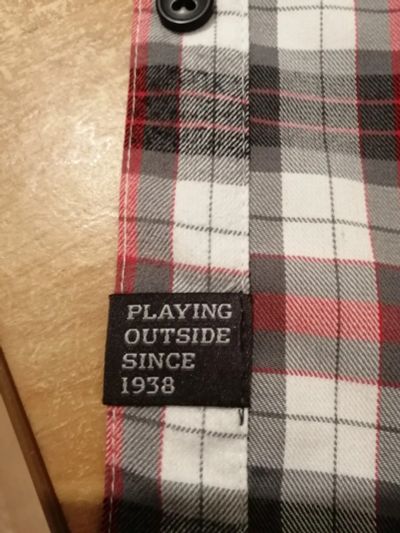 PLAYING
OUTSIDE
SINCE
1938